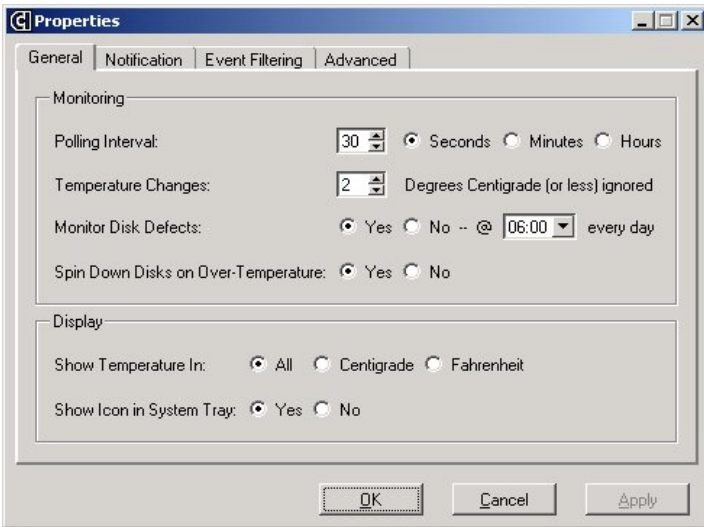 Properties
General Notification Event Filtering Advanced
Monitoring
Polling Interval: 30 Seconds Minutes Hours
Temperature Changes: 2 Degrees Centigrade (or less) ignored
Monitor Disk Defects: Yes No -- @ 06:00 every day
Spin Down Disks on Over-Temperature: Yes No
Display
Show Temperature In: All Centigrade Fahrenheit
Show Icon in System Tray: Yes No
OK Cancel Apply